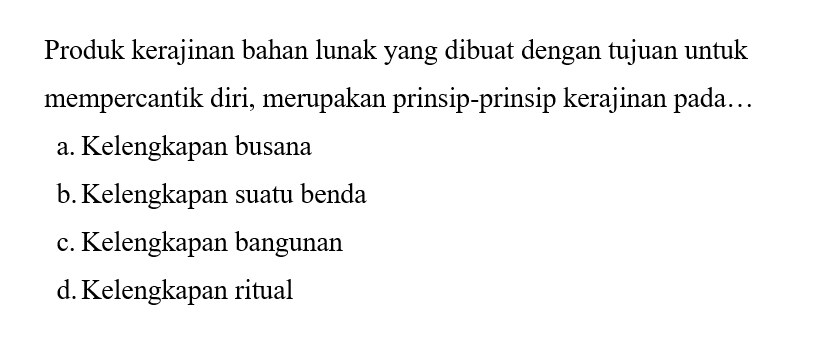 Produk kerajinan bahan lunak yang dibuat dengan tujuan untuk
mempercantik diri, merupakan prinsip-prinsip kerajinan pada…
a. Kelengkapan busana
b. Kelengkapan suatu benda
c. Kelengkapan bangunan
d. Kelengkapan ritual